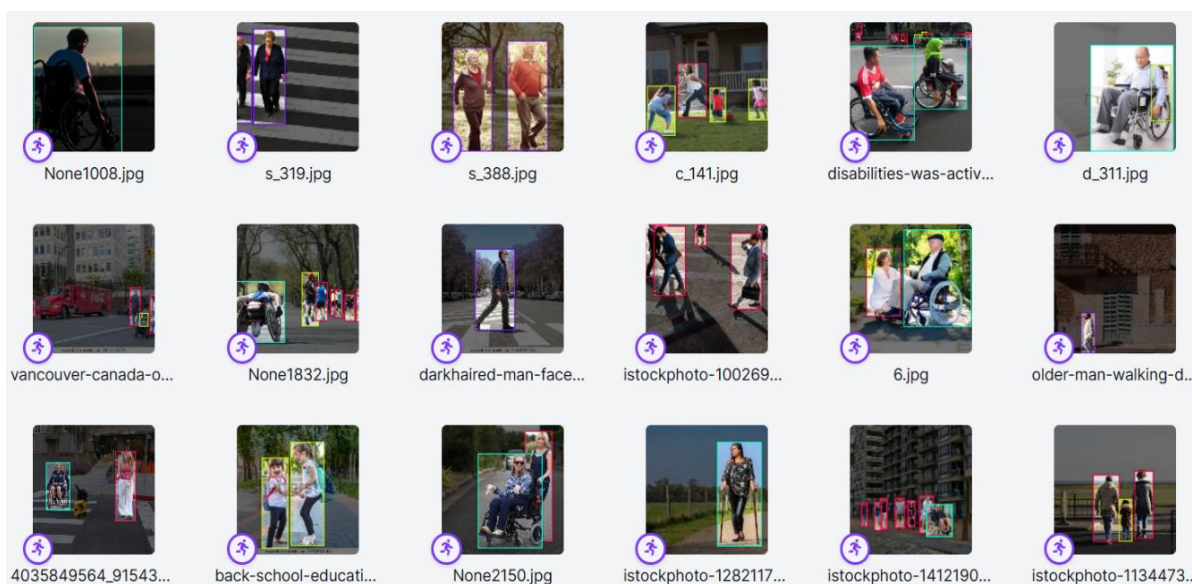 None1008.jpg
s_319.jpg
s_388.jpg
c_141.jpg
disabilities-was-activ...
d_311.jpg
vancouver-canada-o...
None1832.jpg
darkhaired-man-face...
istockphoto-100269...
6.jpg
older-man-walking-d...
4035849564_91543...
back-school-educati...
None2150.jpg
istockphoto-1282117...
istockphoto-1412190...
istockphoto-1134473...